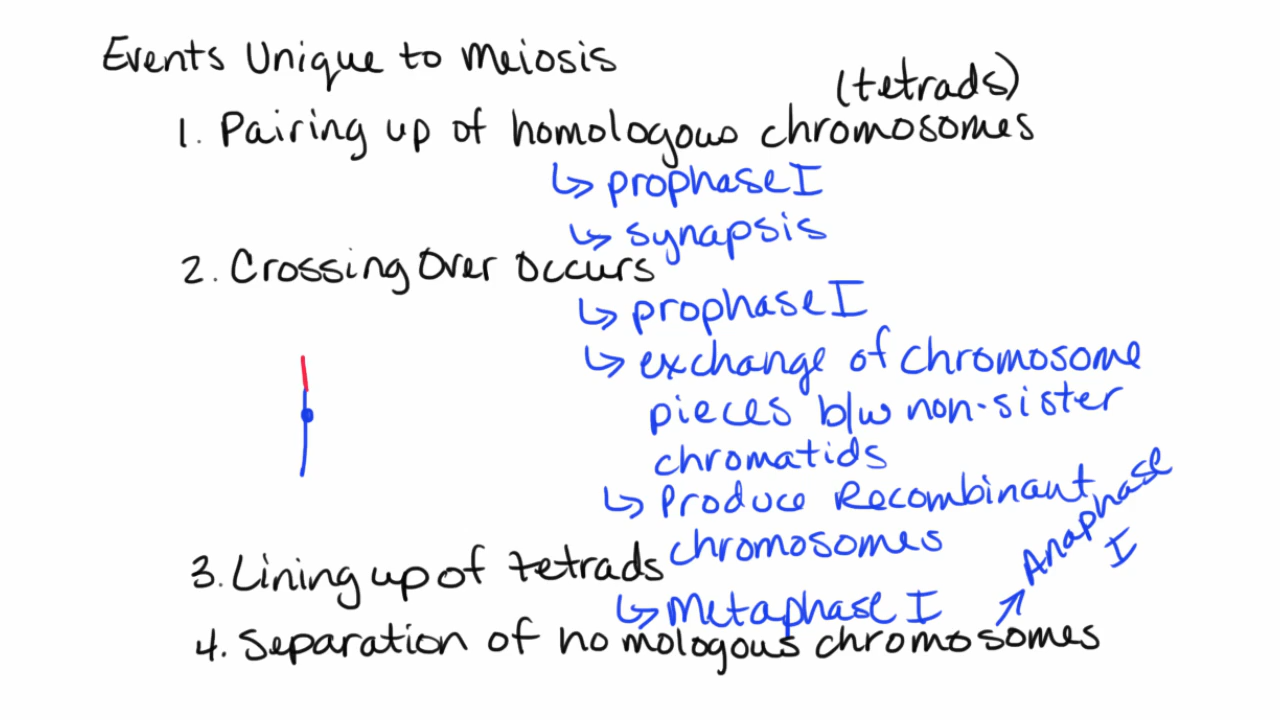 Events Unique to Meiosis
(tetrads)
1. Pairing up of homologous chromosomes
↳ prophase I
↳ synapsis
2. Crossing Over Occurs
↳ prophase I
↳ exchange of chromosome
pieces b/w non-sister
chromatids
↳ Produce Recombinant
chromosomes
3. Lining up of tetrads
↳ Metaphase I
4. Separation of homologous chromosomes
↗ Anaphase
I